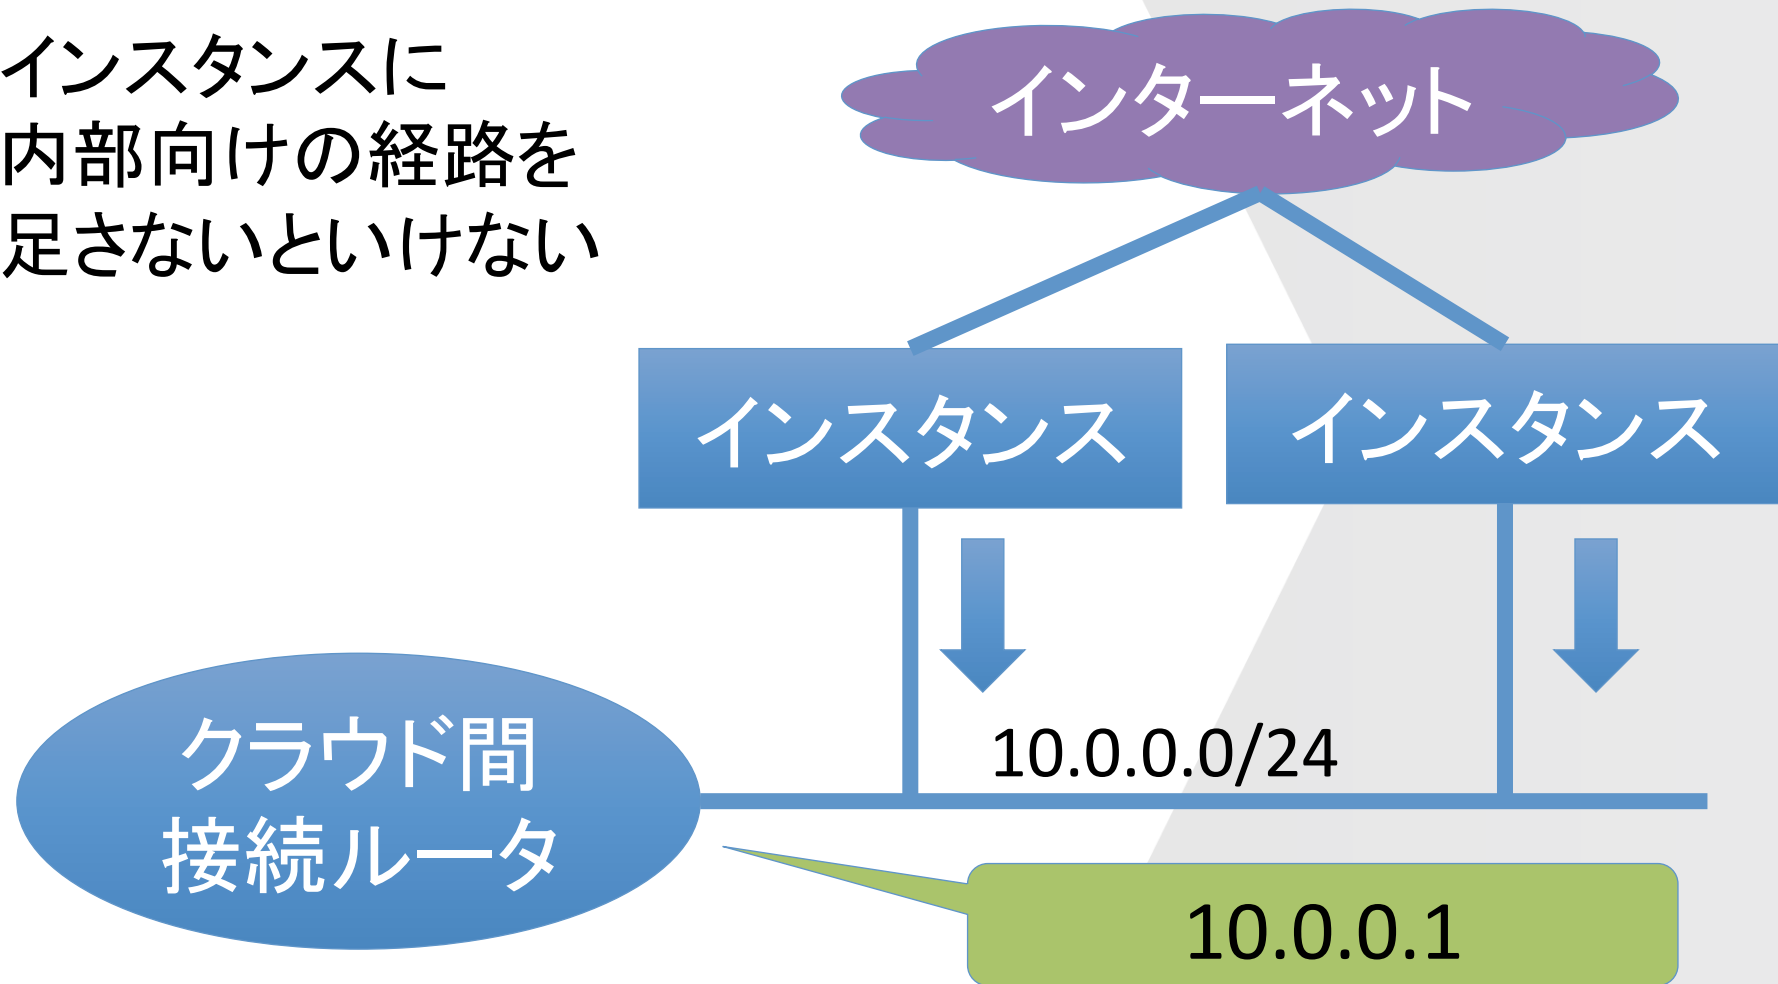 インスタンスに
内部向けの経路を
足さないといけない
インターネット
インスタンス
インスタンス
10.0.0.0/24
クラウド間
接続ルータ
10.0.0.1